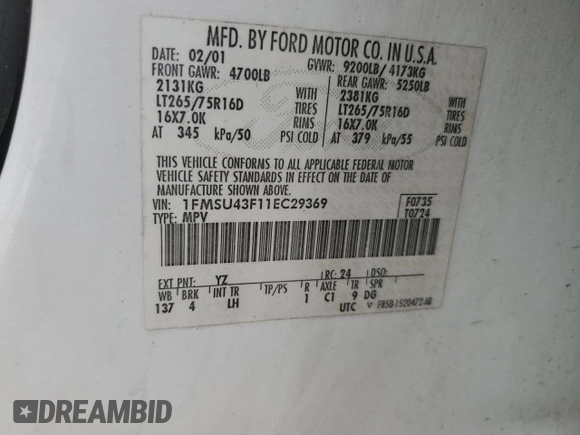 MFD. BY FORD MOTOR CO. IN U.S.A.
DATE: 02/01 GVWR: 9200LB/ 4173KG
FRONT GAWR: 4700LB REAR GAWR: 5250LB
2131KG WITH 2381KG WITH
LT265/75R16D TIRES LT265/75R16D TIRES
16X7.0K RIMS 16X7.0K RIMS
AT 345 kPa/50 PSI COLD AT 379 kPa/55 PSI COLD
THIS VEHICLE CONFORMS TO ALL APPLICABLE FEDERAL MOTOR
VEHICLE SAFETY STANDARDS IN EFFECT ON THE DATE OF
MANUFACTURE SHOWN ABOVE.
VIN: 1FMSU43F11EC29369 F0735
TYPE: MPV T0724
EXT PNT: YZ RC: 24 DSO:
WB BRK INT TR TP/PS R AXLE TR SPR
137 4 LH 1 C1 9 DG
UTC F85B-1520472-AB
DREAMBID